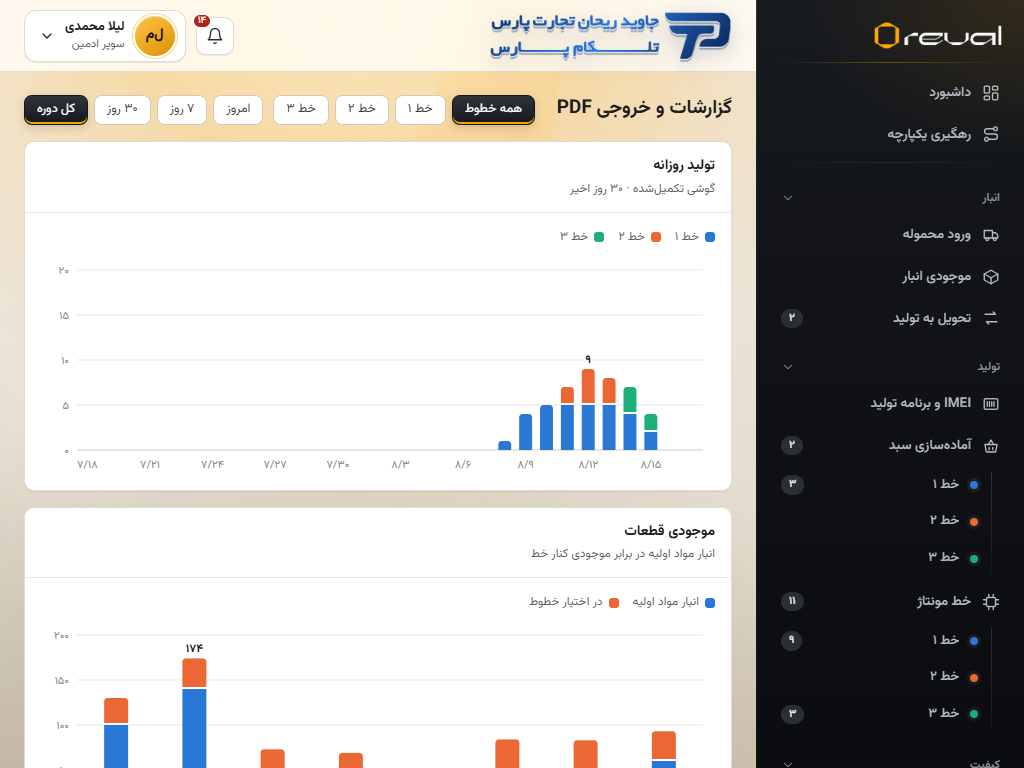 جاوید ریحان تجارت پارس
تلکام پارس
۱۴
لیلا محمدی
سوپر ادمین
لم
گزارشات و خروجی PDF
همه خطوط
خط ۱
خط ۲
خط ۳
امروز
۷ روز
۳۰ روز
کل دوره
تولید روزانه
گوشی تکمیل‌شده · ۳۰ روز اخیر
خط ۱
خط ۲
خط ۳
۲۰
۱۵
۱۰
۵
۰
۹
۷/۱۸ ۷/۲۱ ۷/۲۴ ۷/۲۷ ۷/۳۰ ۸/۳ ۸/۶ ۸/۹ ۸/۱۲ ۸/۱۵
موجودی قطعات
انبار مواد اولیه در برابر موجودی کنار خط
انبار مواد اولیه
در اختیار خطوط
۲۰۰
۱۷۴
۱۵۰
۱۰۰
oreval
داشبورد
رهگیری یکپارچه
انبار
ورود محموله
موجودی انبار
تحویل به تولید ۲
تولید
IMEI و برنامه تولید
آماده‌سازی سبد ۲
خط ۱ ۳
خط ۲
خط ۳
خط مونتاژ ۱۱
خط ۱ ۹
خط ۲
خط ۳ ۳
کیفیت